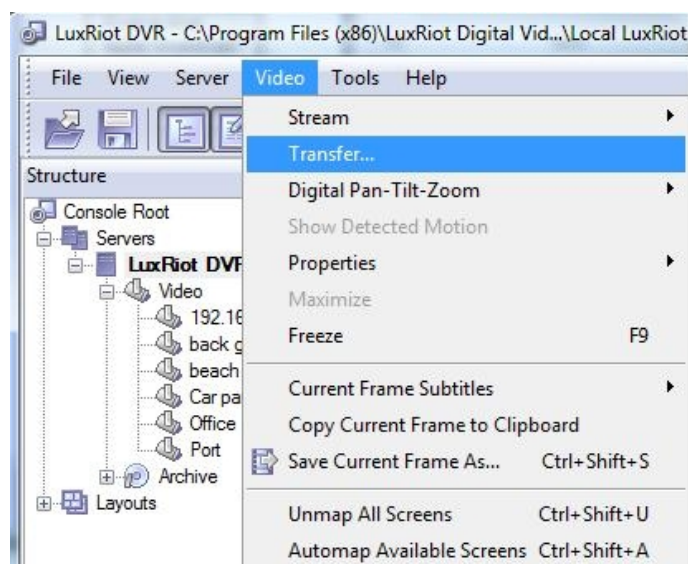 LuxRiot DVR - C:\Program Files (x86)\LuxRiot Digital Vid...\Local LuxRiot
File View Server Video Tools Help
Stream
Transfer...
Digital Pan-Tilt-Zoom
Show Detected Motion
Properties
Maximize
Freeze F9
Current Frame Subtitles
Copy Current Frame to Clipboard
Save Current Frame As... Ctrl+Shift+S
Unmap All Screens Ctrl+Shift+U
Automap Available Screens Ctrl+Shift+A
Structure
Console Root
Servers
LuxRiot DVR
Video
192.16
back g
beach
Car pa
Office
Port
Archive
Layouts